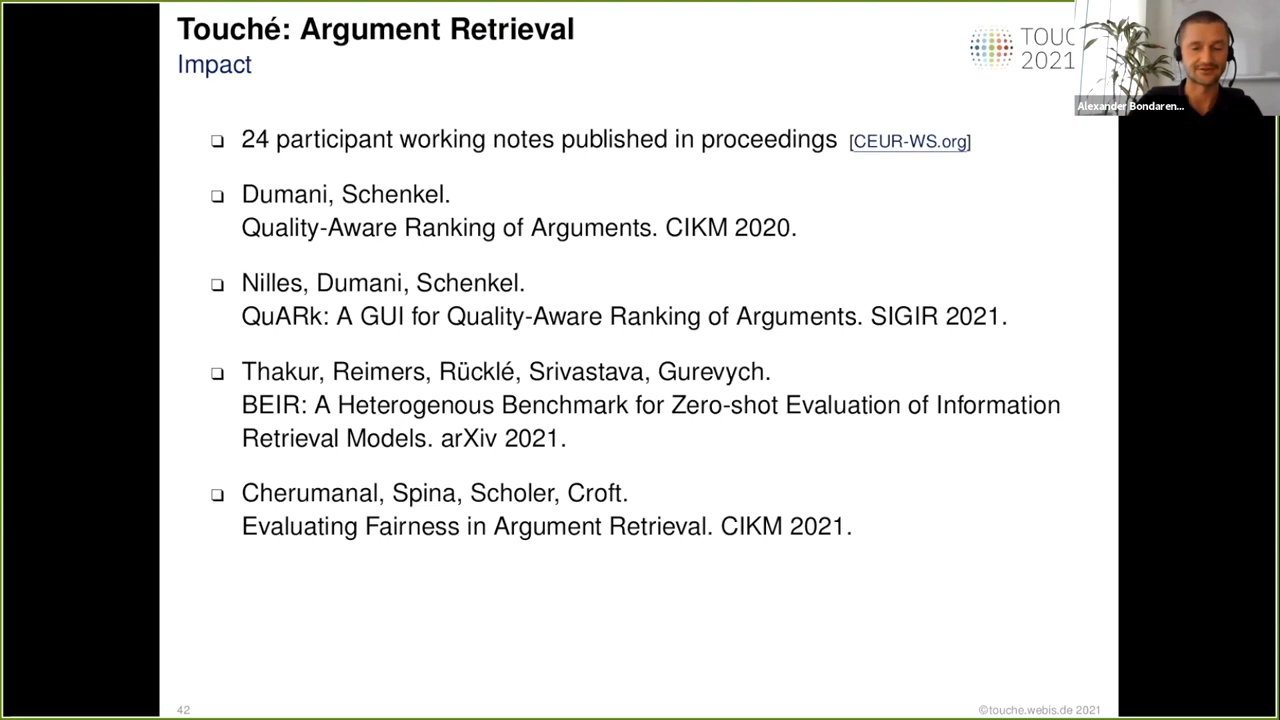 Touché: Argument Retrieval
Impact
TOUC
2021
Alexander Bondaren...
❏ 24 participant working notes published in proceedings [CEUR-WS.org]
❏ Dumani, Schenkel.
Quality-Aware Ranking of Arguments. CIKM 2020.
❏ Nilles, Dumani, Schenkel.
QuARk: A GUI for Quality-Aware Ranking of Arguments. SIGIR 2021.
❏ Thakur, Reimers, Rücklé, Srivastava, Gurevych.
BEIR: A Heterogenous Benchmark for Zero-shot Evaluation of Information
Retrieval Models. arXiv 2021.
❏ Cherumanal, Spina, Scholer, Croft.
Evaluating Fairness in Argument Retrieval. CIKM 2021.
42
©touche.webis.de 2021